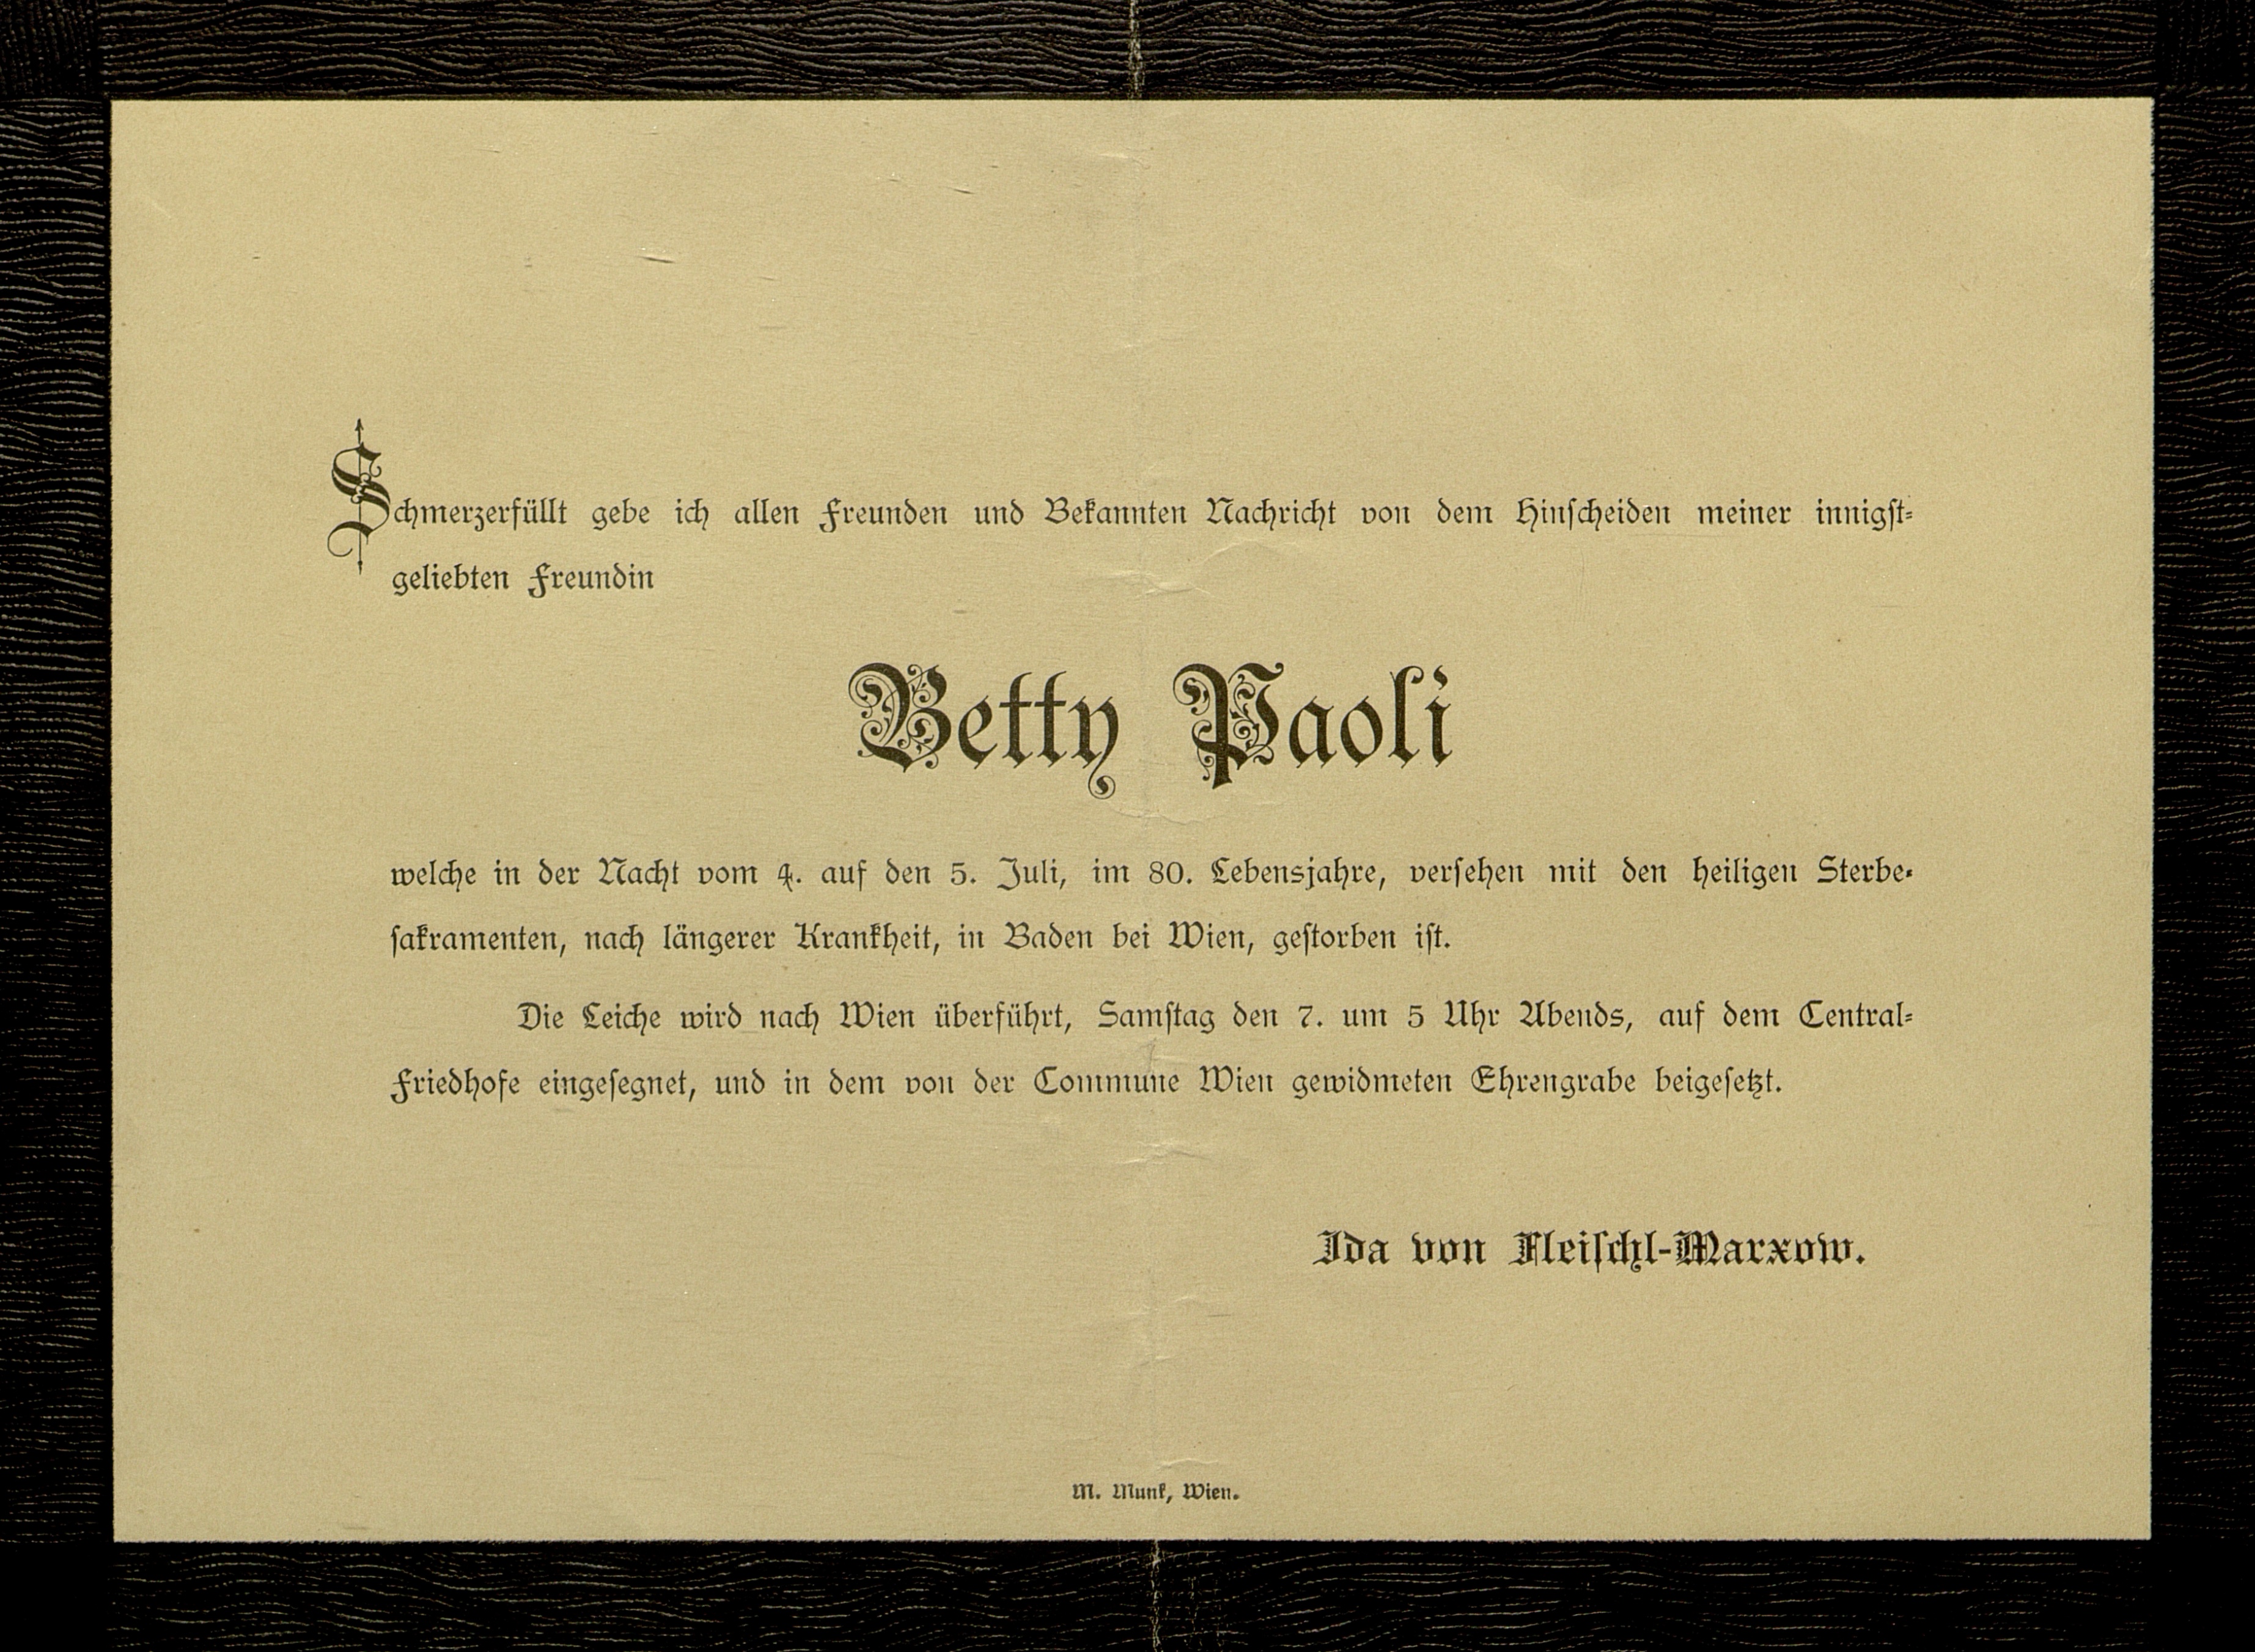 Schmerzerfüllt gebe ich allen Freunden und Bekannten Nachricht von dem Hinscheiden meiner innigst-
geliebten Freundin
Betty Paoli
welche in der Nacht vom 4. auf den 5. Juli, im 80. Lebensjahre, versehen mit den heiligen Sterbe-
sakramenten, nach längerer Krankheit, in Baden bei Wien, gestorben ist.
Die Leiche wird nach Wien überführt, Samstag den 7. um 5 Uhr Abends, auf dem Central-
Friedhofe eingesegnet, und in dem von der Commune Wien gewidmeten Ehrengrabe beigesetzt.
Ida von Fleischl-Marxow.
M. Munk, Wien.